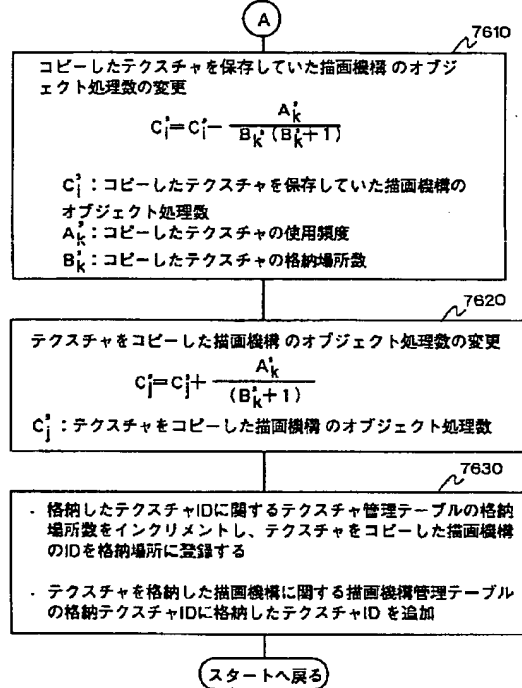 A
7610
コピーしたテクスチャを保存していた描画機構のオブジ
ェクト処理数の変更
C'i=C'i- A'k / B'k (B'k+1)
C'i：コピーしたテクスチャを保存していた描画機構の
オブジェクト処理数
A'k：コピーしたテクスチャの使用頻度
B'k：コピーしたテクスチャの格納場所数
7620
テクスチャをコピーした描画機構のオブジェクト処理数の変更
C'j=C'j+ A'k / (B'k+1)
C'j：テクスチャをコピーした描画機構のオブジェクト処理数
7630
・格納したテクスチャIDに関するテクスチャ管理テーブルの格納
場所数をインクリメントし、テクスチャをコピーした描画機構
のIDを格納場所に登録する
・テクスチャを格納した描画機構に関する描画機構管理テーブル
の格納テクスチャIDに格納したテクスチャID を追加
スタートへ戻る